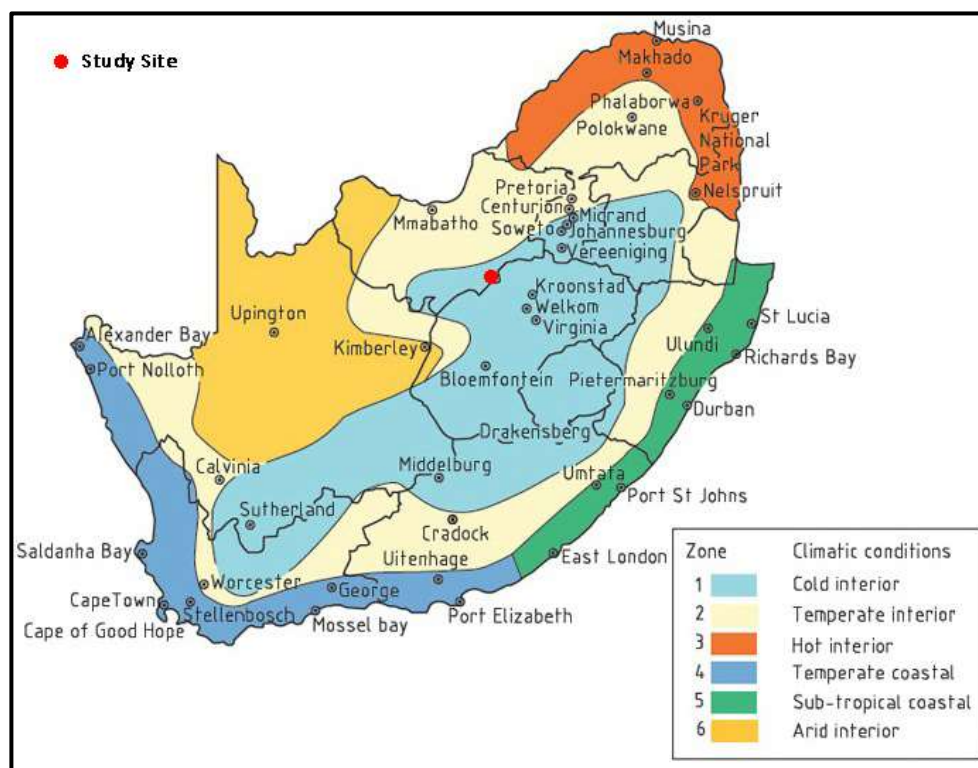 Study Site
Musina
Makhado
Phalaborwa
Polokwane
Kruger
National
Park
Nelspruit
Pretoria
Centurion
Midrand
Soweto
Johannesburg
Vereeniging
Mmabatho
Kroonstad
Welkom
Virginia
Upington
Kimberley
Alexander Bay
Port Nolloth
Bloemfontein
Ulundi
St Lucia
Richards Bay
Pietermaritzburg
Durban
Drakensberg
Calvinia
Middelburg
Umtata
Port St Johns
Sutherland
Cradock
Uitenhage
East London
Saldanha Bay
Worcester
George
CapeTown
Stellenbosch
Cape of Good Hope
Mossel bay
Port Elizabeth
Zone Climatic conditions
1 Cold interior
2 Temperate interior
3 Hot interior
4 Temperate coastal
5 Sub-tropical coastal
6 Arid interior